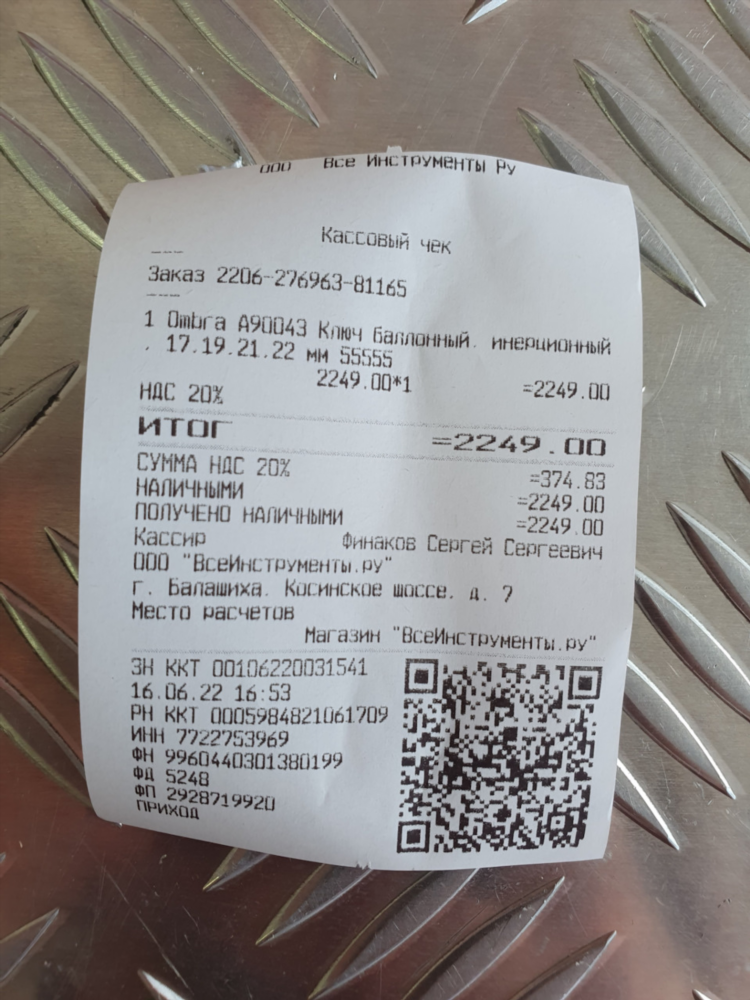 ООО Все Инструменты Ру
Кассовый чек
___
Заказ 2206-276963-81165
___
1 Ombra A90043 Ключ баллонный, инерционный
, 17,19,21,22 мм 55555
2249.00*1 =2249.00
НДС 20%
ИТОГ =2249.00
СУММА НДС 20% =374.83
НАЛИЧНЫМИ =2249.00
ПОЛУЧЕНО НАЛИЧНЫМИ =2249.00
Кассир Финаков Сергей Сергеевич
ООО "ВсеИнструменты.ру"
г. Балашиха, Косинское шоссе, д. 7
Место расчетов
Магазин "ВсеИнструменты.ру"
ЗН ККТ 00106220031541
16.06.22 16:53
РН ККТ 0005984821061709
ИНН 7722753969
ФН 9960440301380199
ФД 5248
ФП 2928719920
ПРИХОД